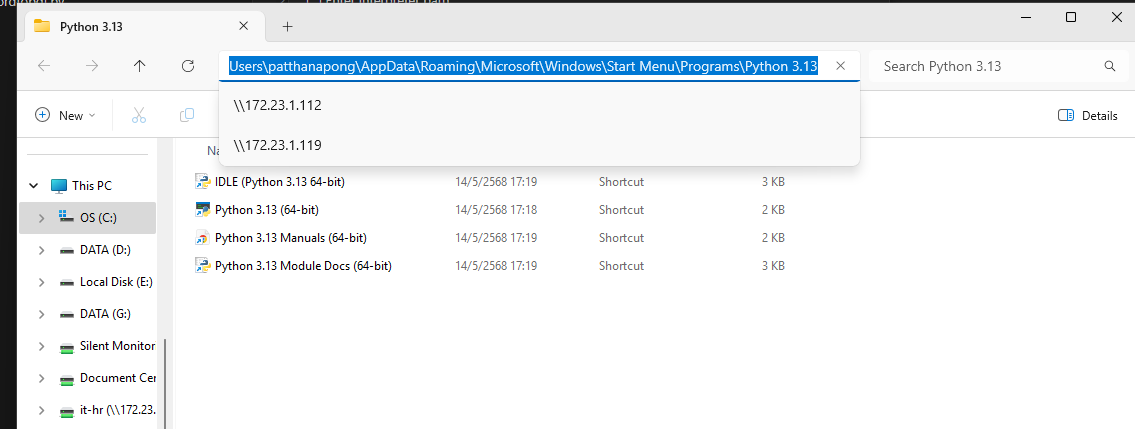 Python 3.13
Users\patthanapong\AppData\Roaming\Microsoft\Windows\Start Menu\Programs\Python 3.13
Search Python 3.13
New
\\172.23.1.112
\\172.23.1.119
Details
This PC
OS (C:)
DATA (D:)
Local Disk (E:)
DATA (G:)
Silent Monitor
Document Cer
it-hr (\\172.23.
IDLE (Python 3.13 64-bit) 14/5/2568 17:19 Shortcut 3 KB
Python 3.13 (64-bit) 14/5/2568 17:18 Shortcut 2 KB
Python 3.13 Manuals (64-bit) 14/5/2568 17:19 Shortcut 2 KB
Python 3.13 Module Docs (64-bit) 14/5/2568 17:19 Shortcut 3 KB